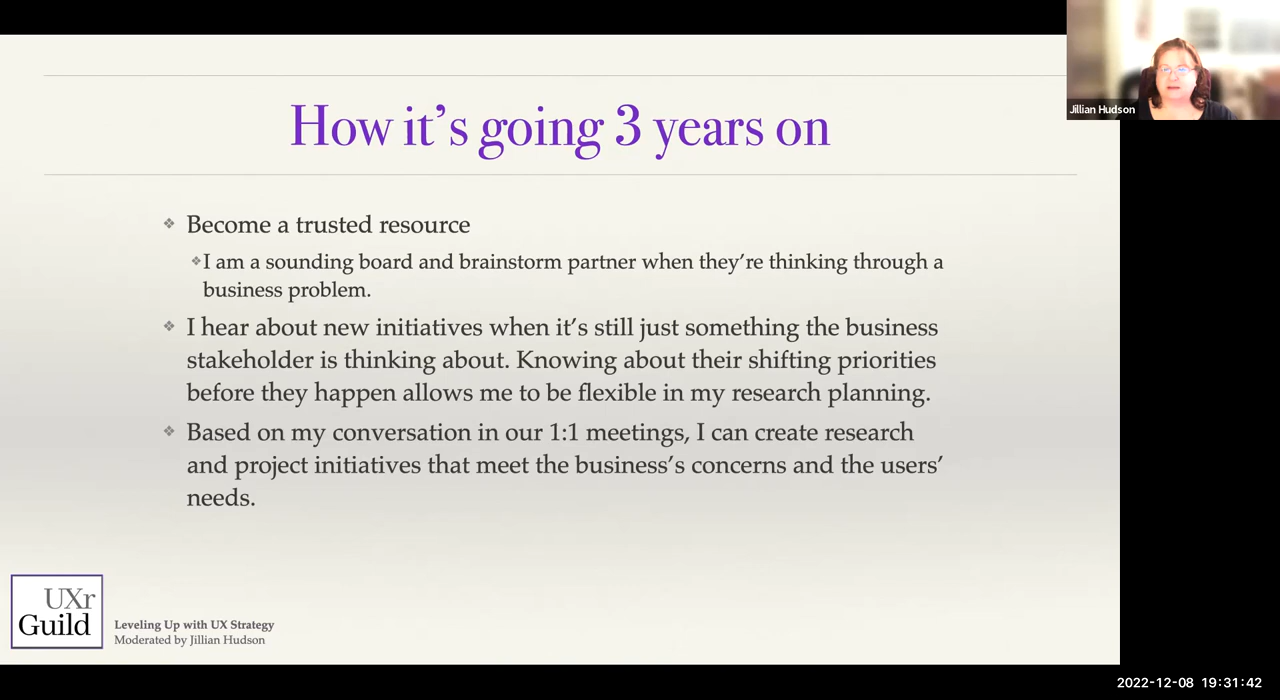 Jillian Hudson
How it’s going 3 years on
❖ Become a trusted resource
❖I am a sounding board and brainstorm partner when they’re thinking through a
business problem.
❖ I hear about new initiatives when it’s still just something the business
stakeholder is thinking about. Knowing about their shifting priorities
before they happen allows me to be flexible in my research planning.
❖ Based on my conversation in our 1:1 meetings, I can create research
and project initiatives that meet the business’s concerns and the users’
needs.
UXr
Guild
Leveling Up with UX Strategy
Moderated by Jillian Hudson
2022-12-08 19:31:42